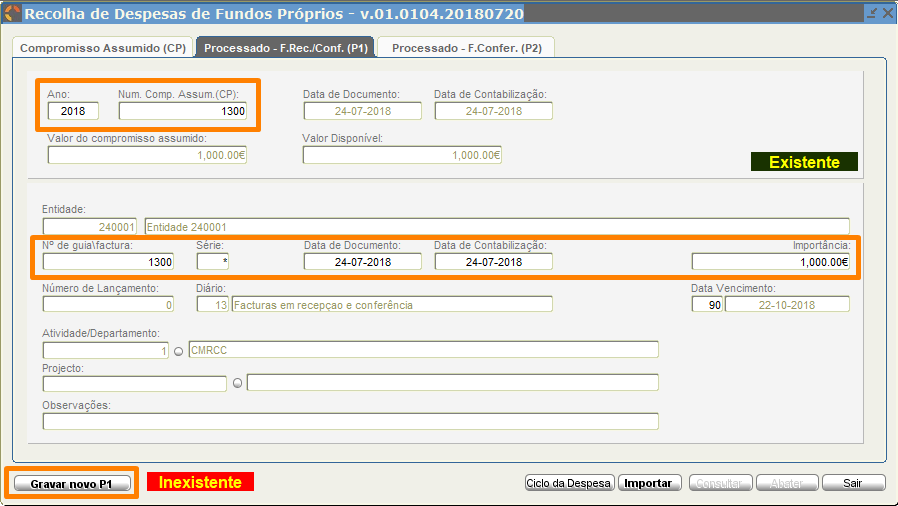 Recolha de Despesas de Fundos Próprios - v.01.0104.20180720
Compromisso Assumido (CP) Processado - F.Rec./Conf. (P1) Processado - F.Confer. (P2)
Ano: Num. Comp. Assum.(CP): Data de Documento: Data de Contabilização:
2018 1300 24-07-2018 24-07-2018
Valor do compromisso assumido: Valor Disponível:
1,000.00€ 1,000.00€
Existente
Entidade:
240001 Entidade 240001
Nº de guia\factura: Série: Data de Documento: Data de Contabilização: Importância:
1300 * 24-07-2018 24-07-2018 1,000.00€
Número de Lançamento: Diário: Data Vencimento:
0 13 Facturas em recepçao e conferência 90 22-10-2018
Atividade/Departamento:
1 CMRCC
Projecto:
Observações:
Gravar novo P1 Inexistente Ciclo da Despesa Importar Consultar Abater Sair